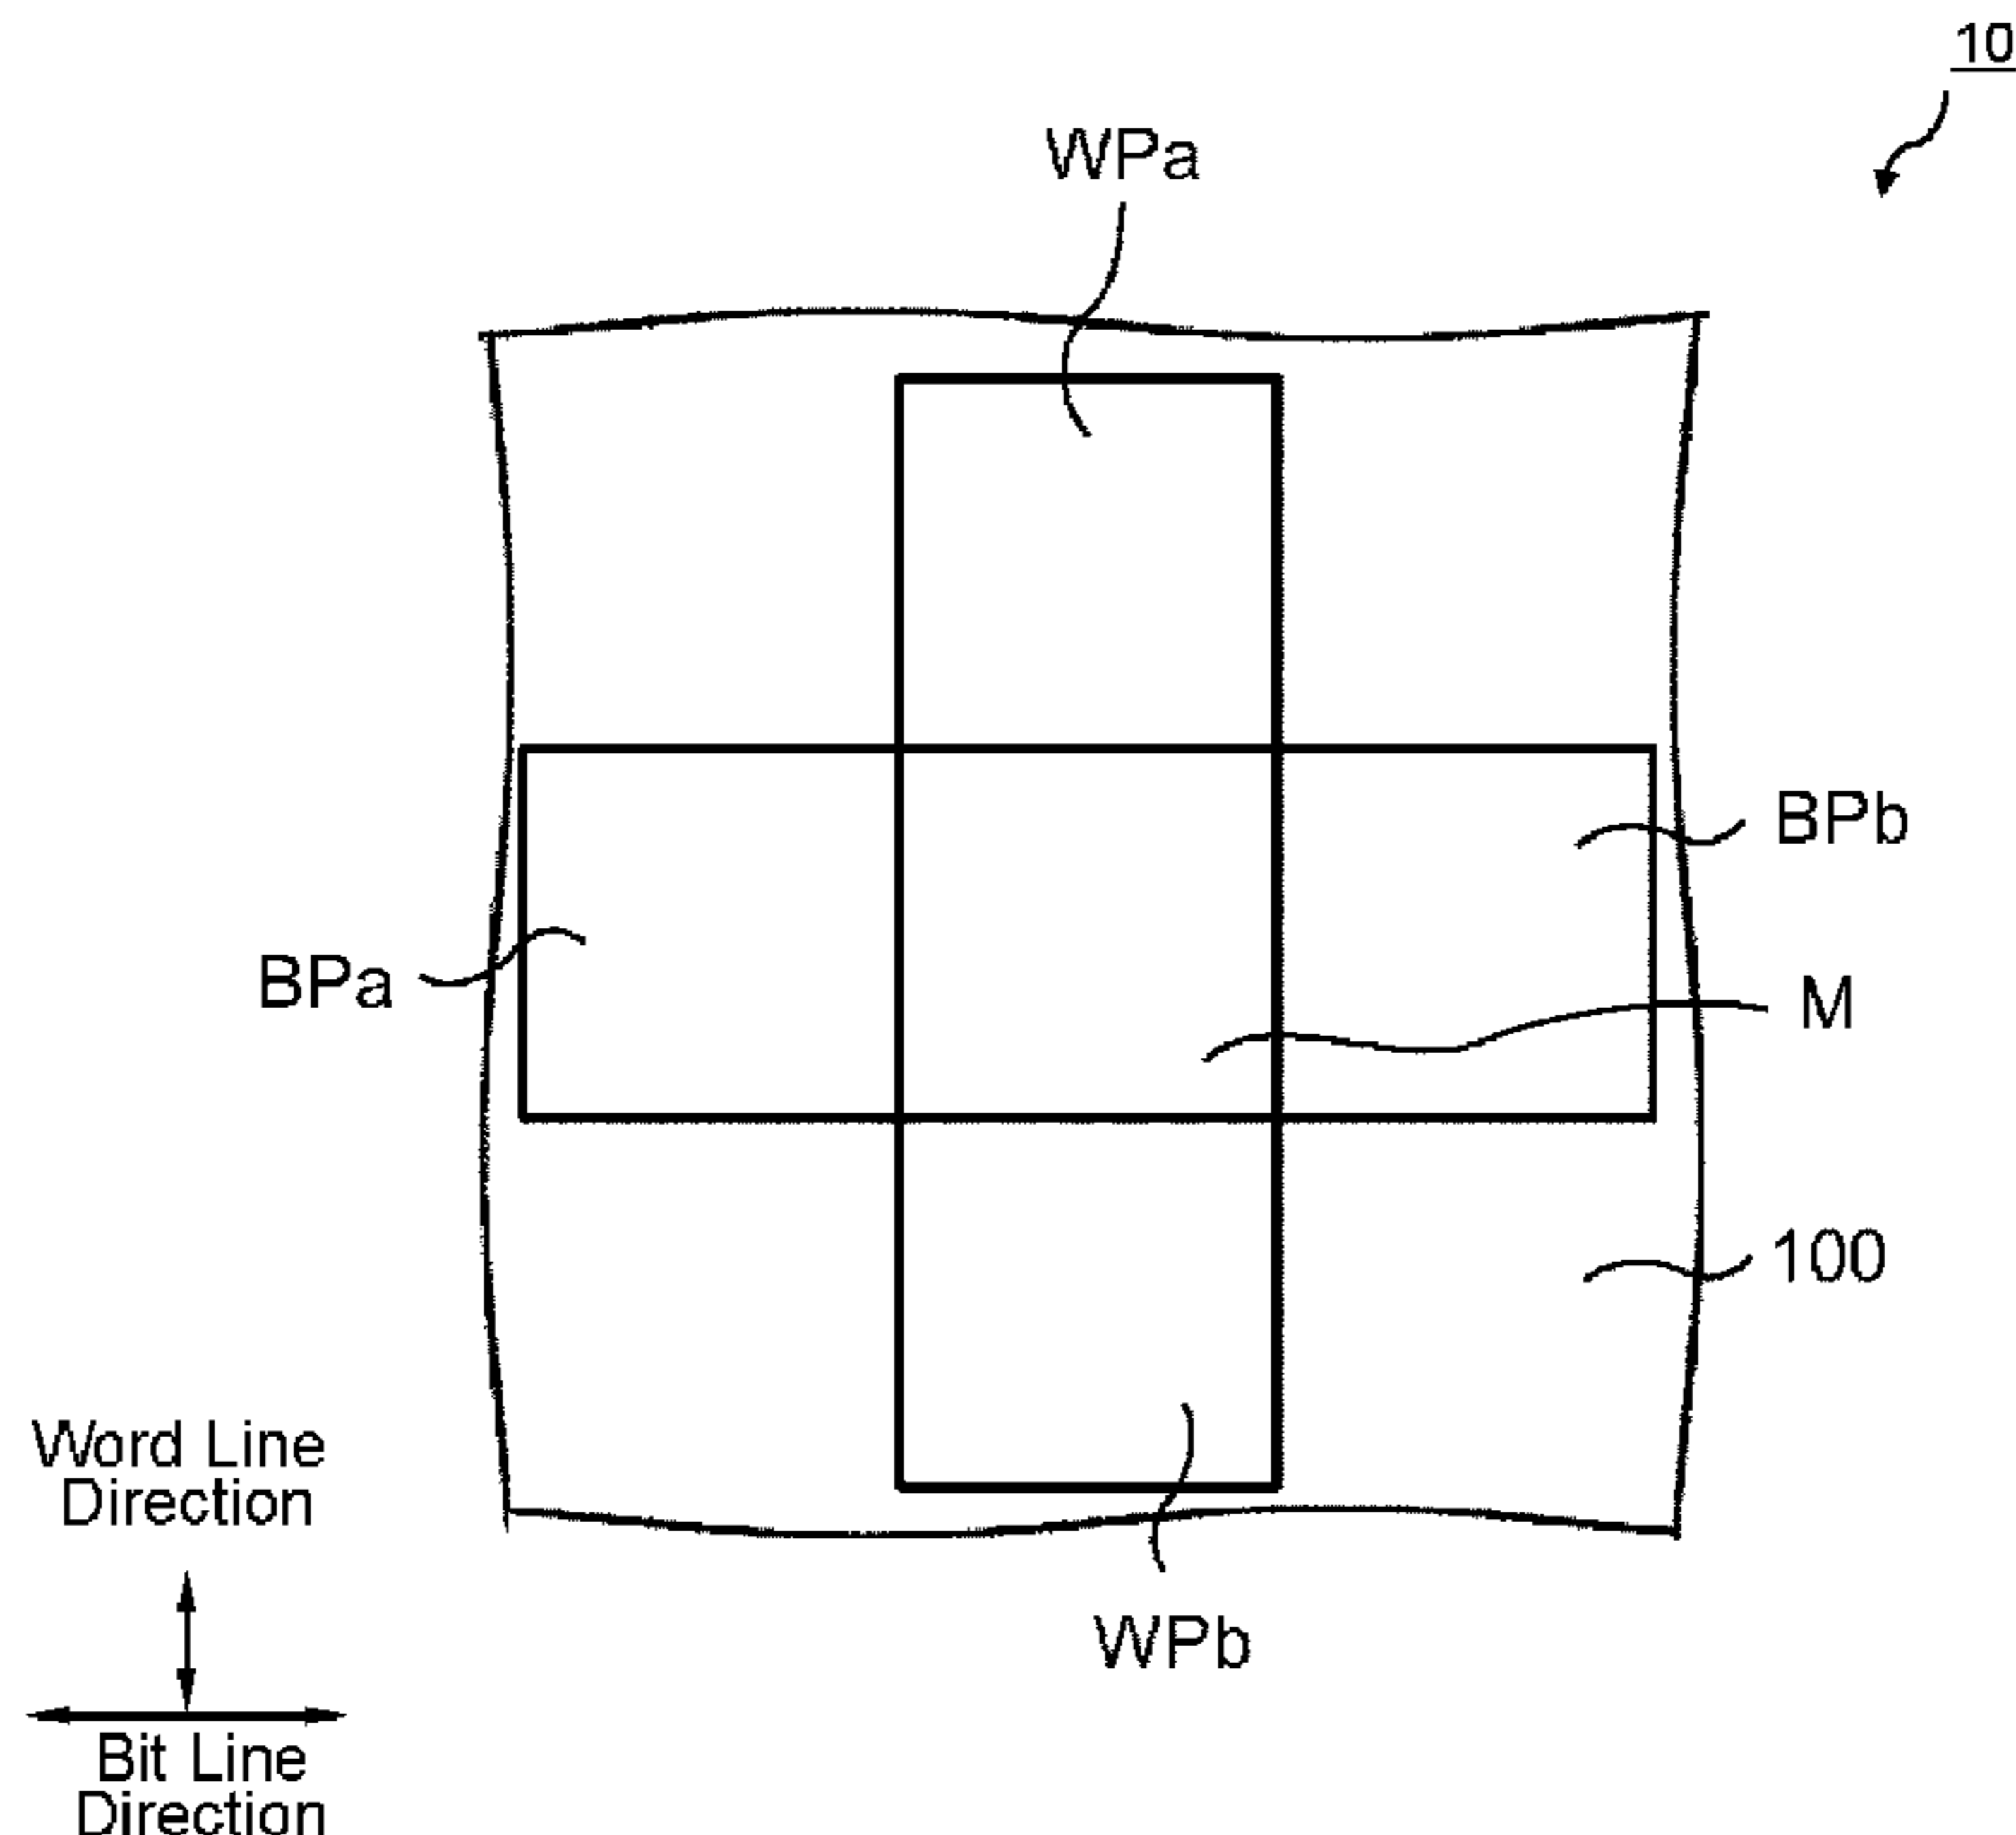 10
WPa
BPb
BPa
M
100
Word Line
Direction
WPb
Bit Line
Direction